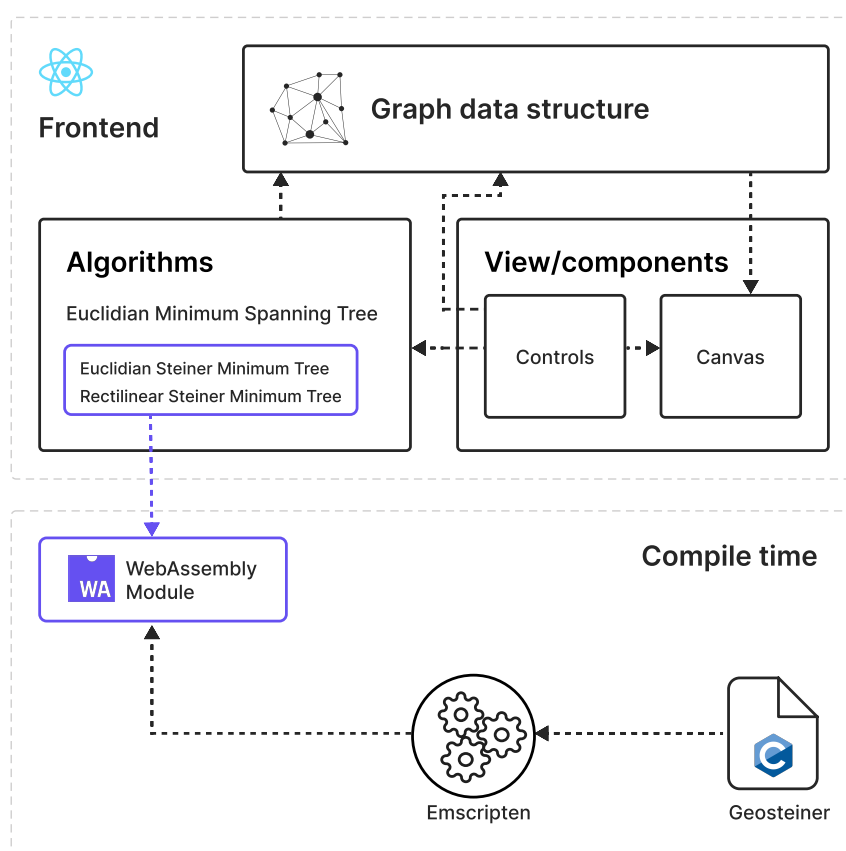 Frontend
Graph data structure
Algorithms
Euclidian Minimum Spanning Tree
Euclidian Steiner Minimum Tree
Rectilinear Steiner Minimum Tree
View/components
Controls
Canvas
Compile time
WA
WebAssembly
Module
C
Emscripten
Geosteiner